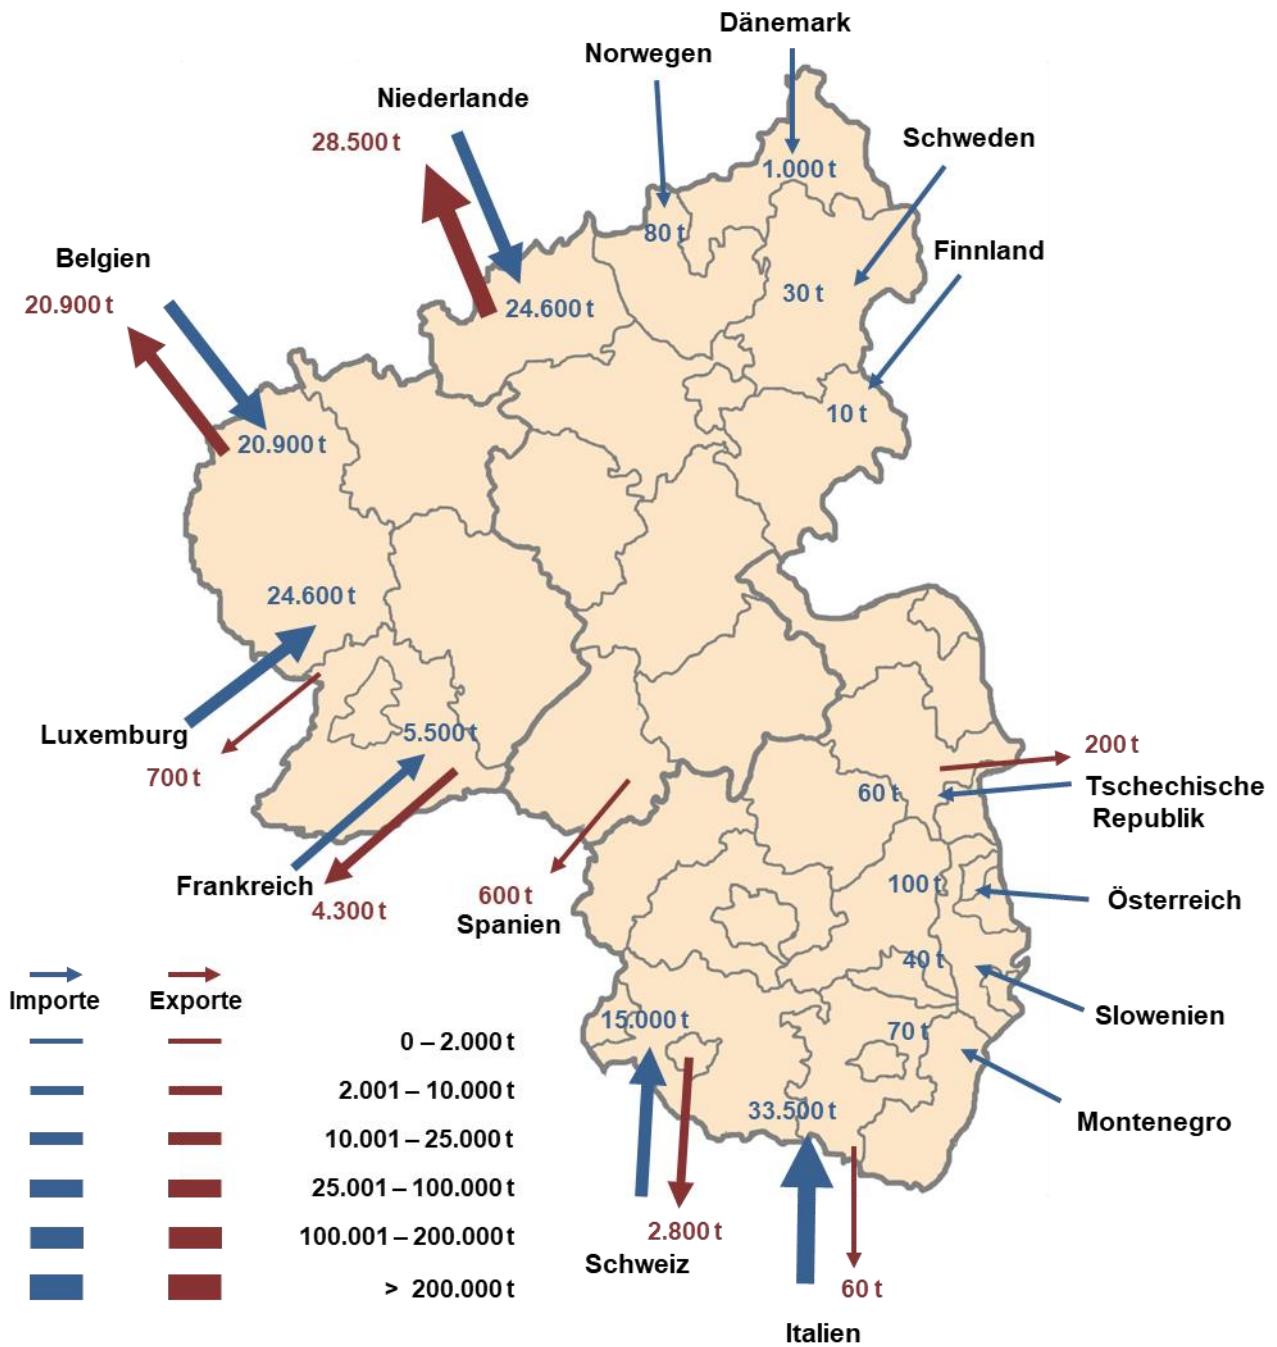 Dänemark
Norwegen
Niederlande
28.500 t
Schweden
1.000 t
80 t
Finnland
Belgien
20.900 t
30 t
24.600 t
10 t
20.900 t
24.600 t
Luxemburg
700 t
5.500 t
200 t
Tschechische
Republik
60 t
Frankreich
4.300 t
600 t
Spanien
100 t
Österreich
40 t
Slowenien
15.000 t
70 t
33.500 t
Montenegro
2.800 t
Schweiz
60 t
Italien
Importe
Exporte
0 – 2.000 t
2.001 – 10.000 t
10.001 – 25.000 t
25.001 – 100.000 t
100.001 – 200.000 t
> 200.000 t